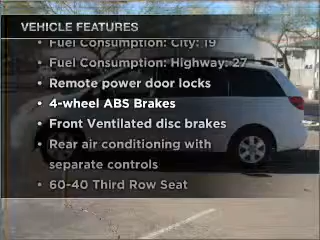 VEHICLE FEATURES
• Fuel Consumption: City: 19
• Fuel Consumption: Highway: 27
• Remote power door locks
• 4-wheel ABS Brakes
• Front Ventilated disc brakes
• Rear air conditioning with
separate controls
• 60-40 Third Row Seat